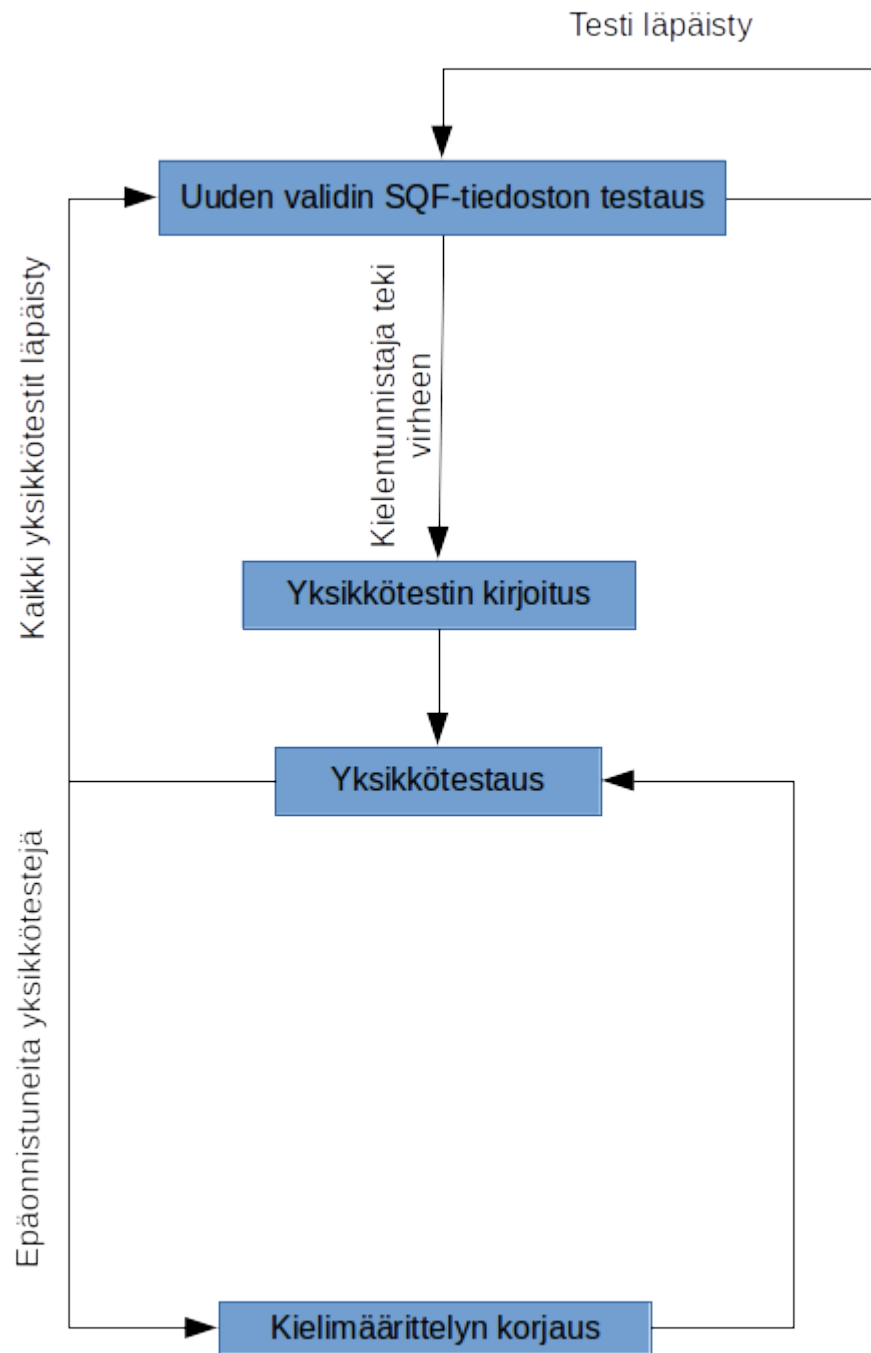 Testi läpäisty
Uuden validin SQF-tiedoston testaus
Kaikki yksikkötestit läpäisty
Kielentunnistaja teki
virheen
Yksikkötestin kirjoitus
Yksikkötestaus
Epäonnistuneita yksikkötestejä
Kielimäärittelyn korjaus